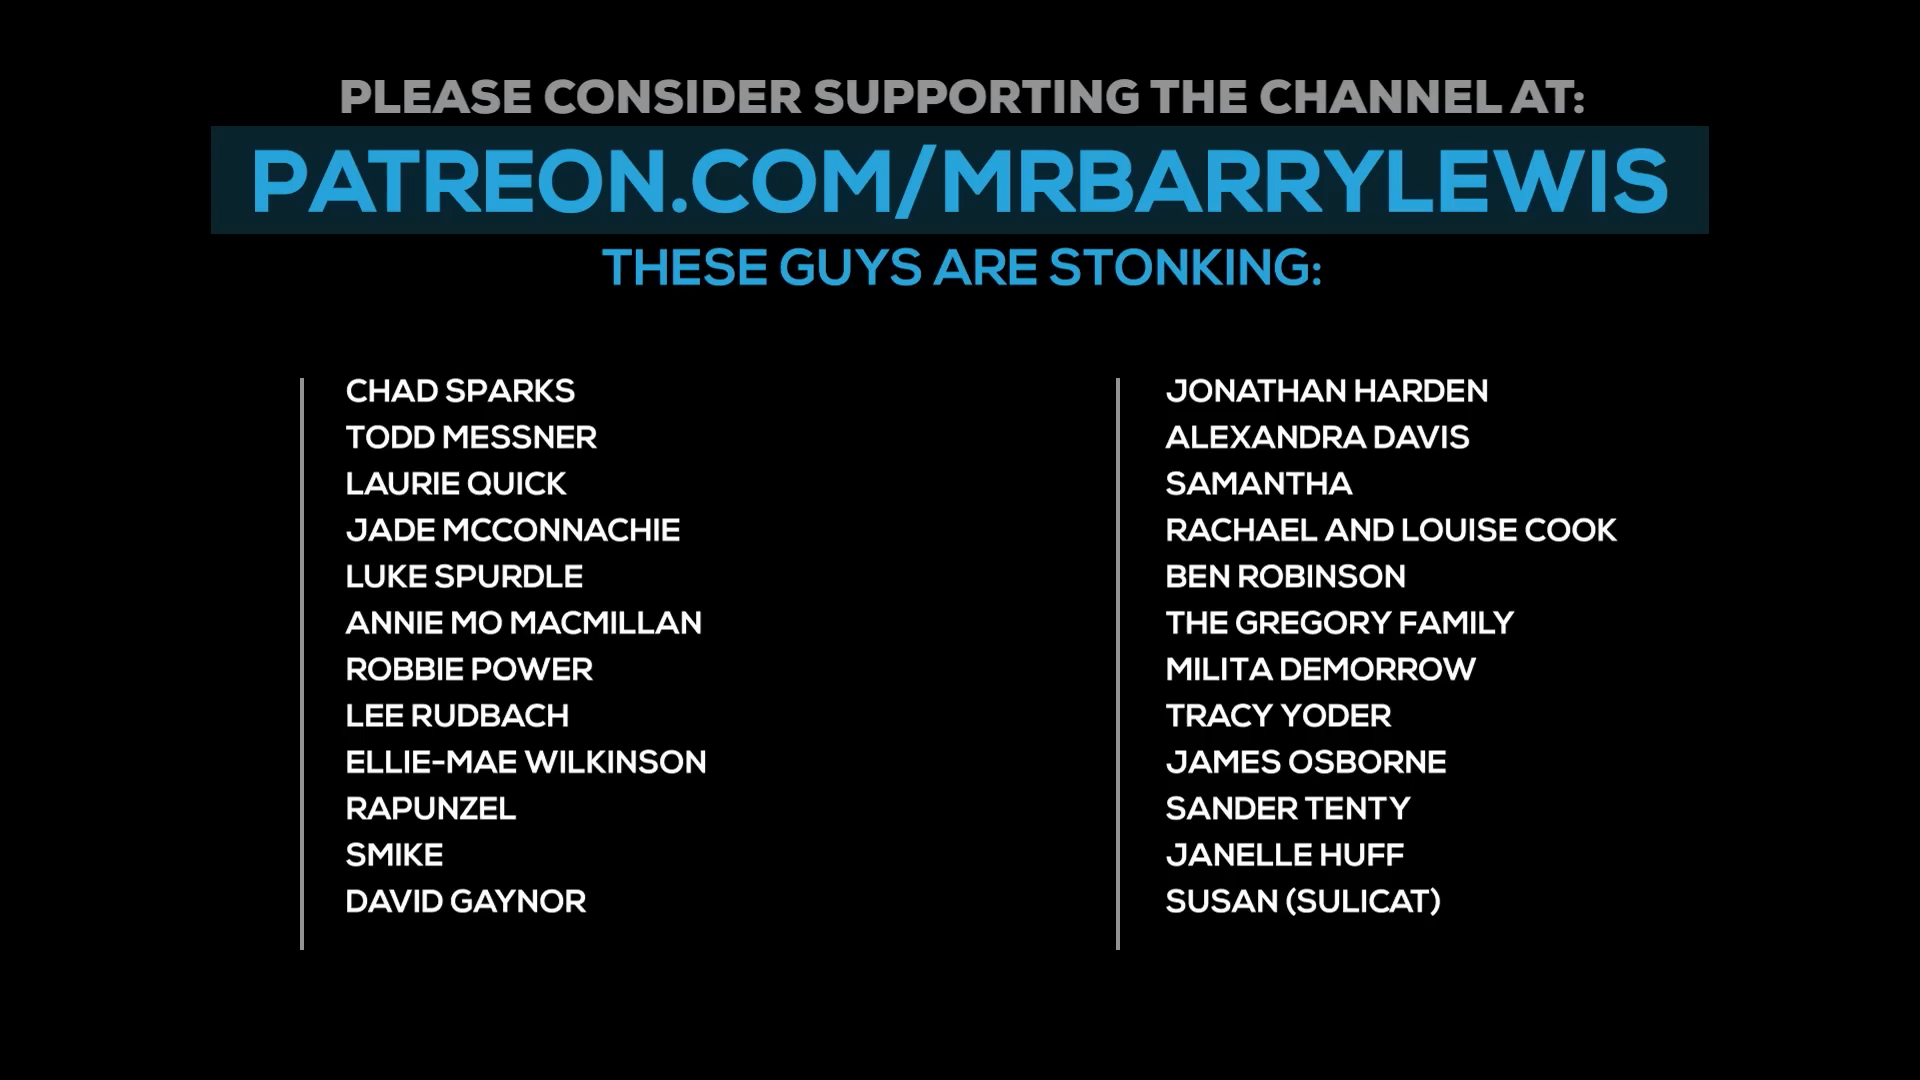 PLEASE CONSIDER SUPPORTING THE CHANNEL AT:
PATREON.COM/MRBARRYLEWIS
THESE GUYS ARE STONKING:
CHAD SPARKS
TODD MESSNER
LAURIE QUICK
JADE MCCONNACHIE
LUKE SPURDLE
ANNIE MO MACMILLAN
ROBBIE POWER
LEE RUDBACH
ELLIE-MAE WILKINSON
RAPUNZEL
SMIKE
DAVID GAYNOR
JONATHAN HARDEN
ALEXANDRA DAVIS
SAMANTHA
RACHAEL AND LOUISE COOK
BEN ROBINSON
THE GREGORY FAMILY
MILITA DEMORROW
TRACY YODER
JAMES OSBORNE
SANDER TENTY
JANELLE HUFF
SUSAN (SULICAT)